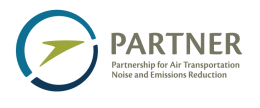 PARTNER
Partnership for Air Transportation
Noise and Emissions Reduction